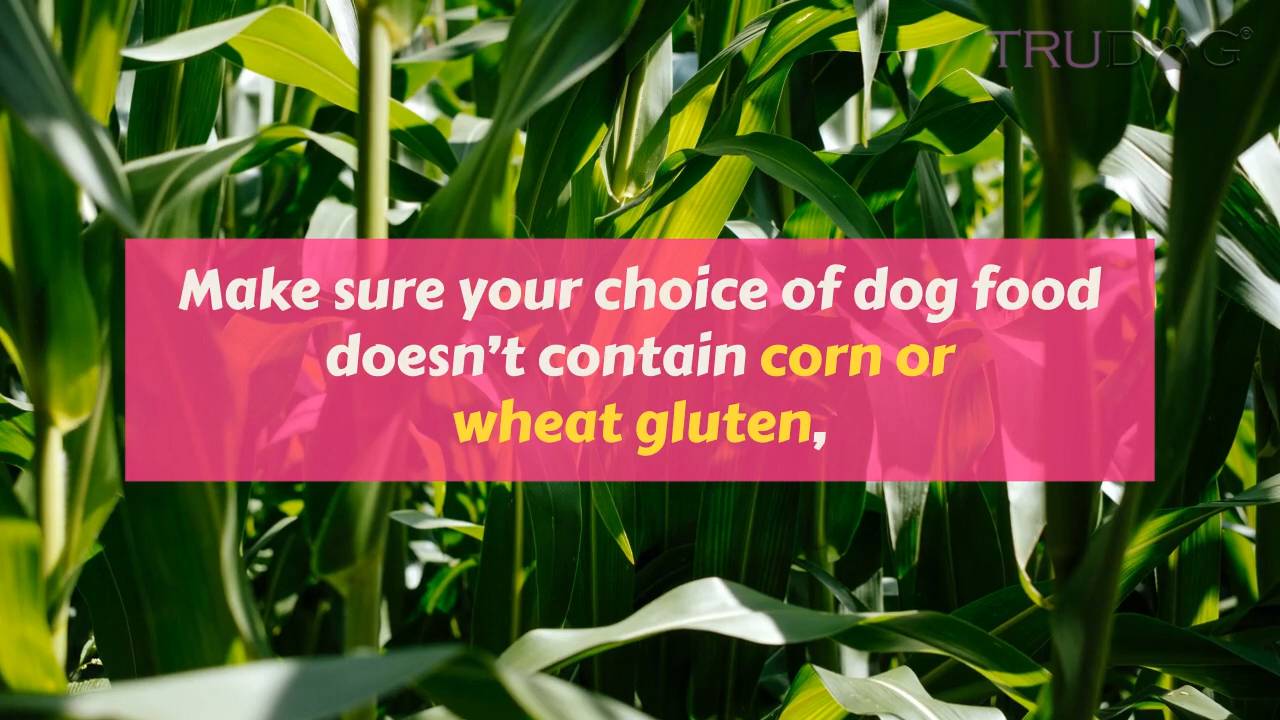 TRUDOG®
Make sure your choice of dog food
doesn't contain corn or
wheat gluten,